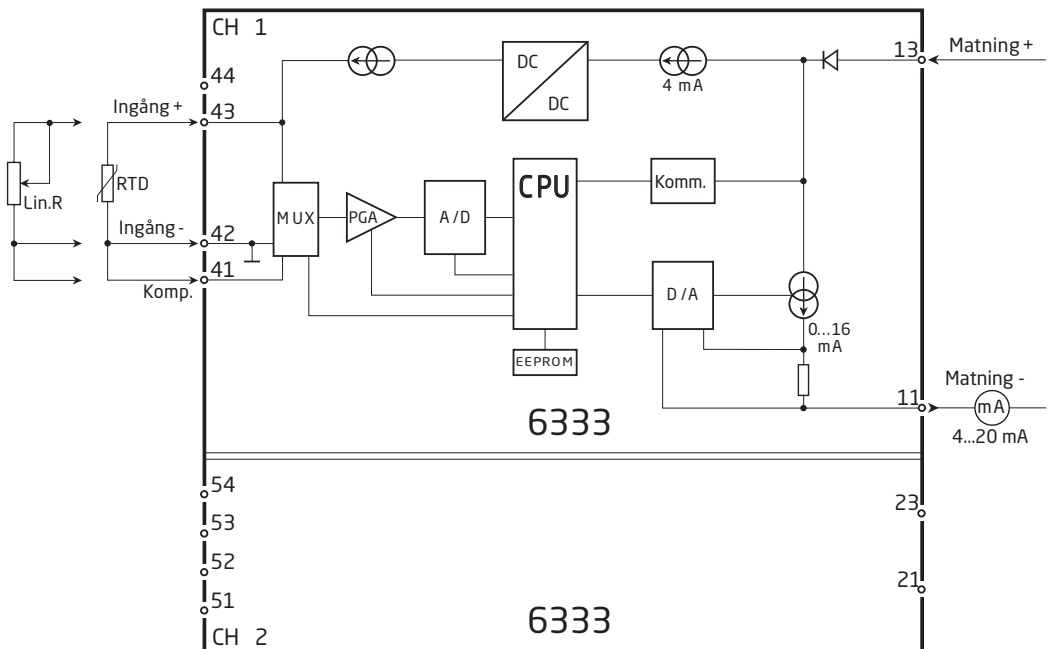 CH 1
44
Ingång +
43
Lin.R
RTD
Ingång -
42
41
Komp.
DC
DC
4 mA
13
Matning +
MUX
PGA
A/D
CPU
Komm.
D/A
0...16
mA
EEPROM
Matning -
11
mA
4...20 mA
6333
54
53
52
51
CH 2
23
21
6333